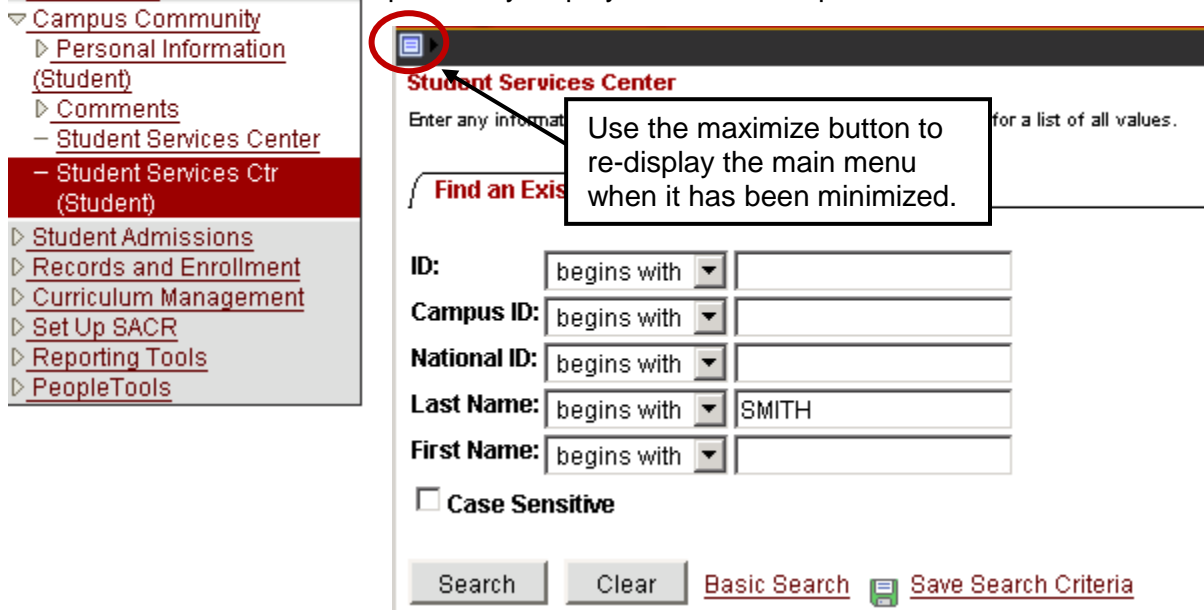 Campus Community
Personal Information
(Student)
Comments
– Student Services Center
– Student Services Ctr
(Student)
Student Admissions
Records and Enrollment
Curriculum Management
Set Up SACR
Reporting Tools
PeopleTools
Student Services Center
Enter any for a list of all values.
Use the maximize button to
re-display the main menu
when it has been minimized.
Find an
ID: begins with
Campus ID: begins with
National ID: begins with
Last Name: begins with SMITH
First Name: begins with
Case Sensitive
Search Clear Basic Search Save Search Criteria